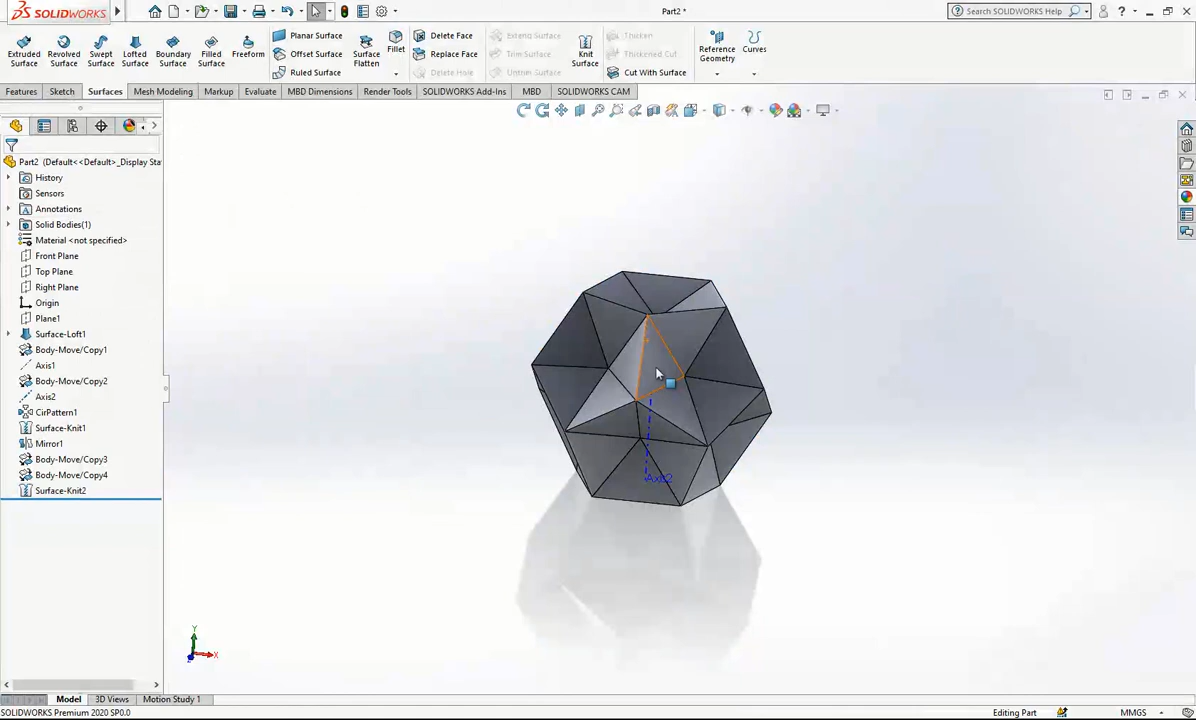 SOLIDWORKS
Part2 *
Search SOLIDWORKS Help
Extruded Surface
Revolved Surface
Swept Surface
Lofted Surface
Boundary Surface
Filled Surface
Freeform
Planar Surface
Offset Surface
Ruled Surface
Surface Flatten
Fillet
Delete Face
Replace Face
Delete Hole
Extend Surface
Trim Surface
Untrim Surface
Knit Surface
Thicken
Thickened Cut
Cut With Surface
Reference Geometry
Curves
Features
Sketch
Surfaces
Mesh Modeling
Markup
Evaluate
MBD Dimensions
Render Tools
SOLIDWORKS Add-Ins
MBD
SOLIDWORKS CAM
Part2 (Default<<Default>_Display Sta
History
Sensors
Annotations
Solid Bodies(1)
Material <not specified>
Front Plane
Top Plane
Right Plane
Origin
Plane1
Surface-Loft1
Body-Move/Copy1
Axis1
Body-Move/Copy2
Axis2
CirPattern1
Surface-Knit1
Mirror1
Body-Move/Copy3
Body-Move/Copy4
Surface-Knit2
Axis2
Y
X
Z
Model
3D Views
Motion Study 1
SOLIDWORKS Premium 2020 SP0.0
Editing Part
MMGS